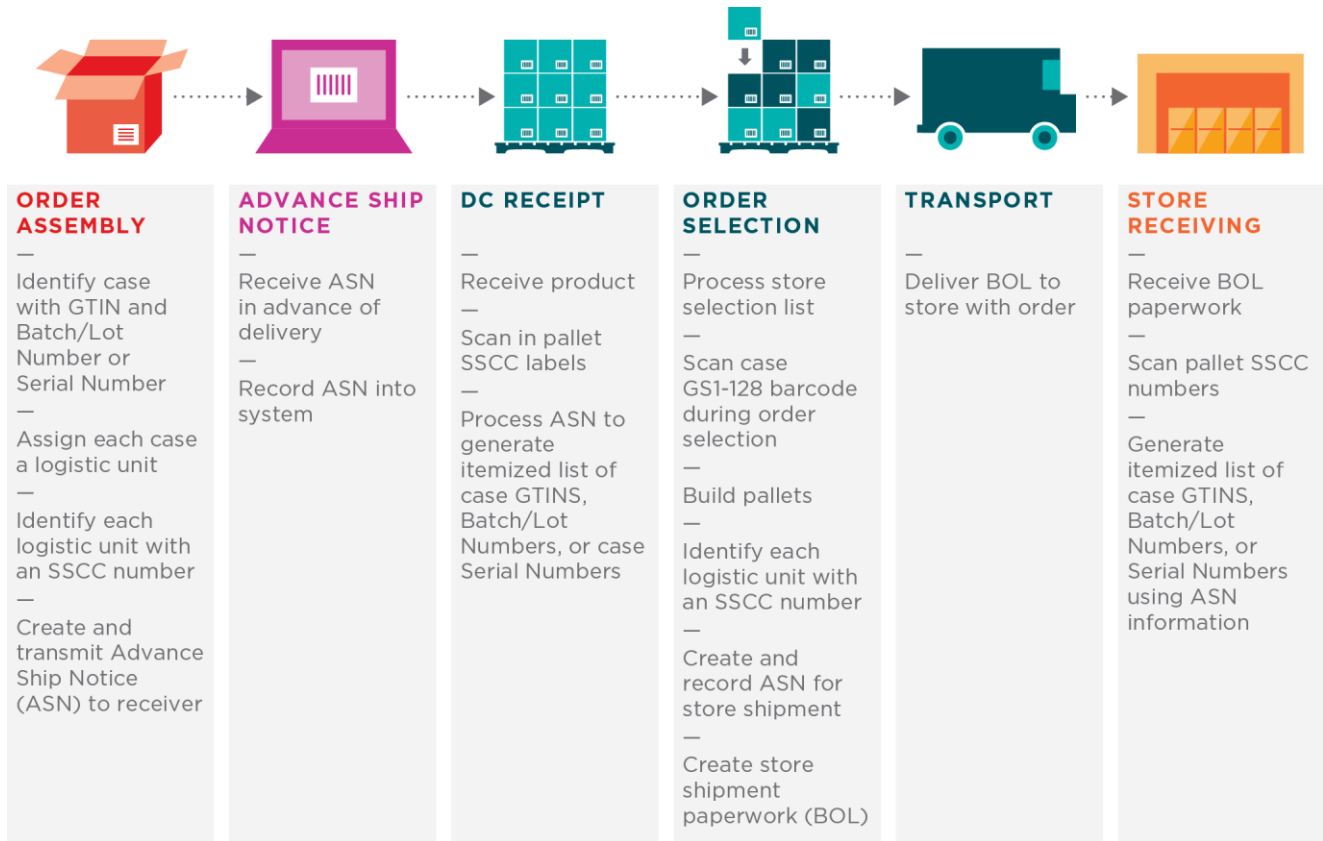 ORDER
ASSEMBLY
—
Identify case
with GTIN and
Batch/Lot
Number or
Serial Number
—
Assign each case
a logistic unit
—
Identify each
logistic unit with
an SSCC number
—
Create and
transmit Advance
Ship Notice
(ASN) to receiver
ADVANCE SHIP
NOTICE
—
Receive ASN
in advance of
delivery
—
Record ASN into
system
DC RECEIPT
—
Receive product
—
Scan in pallet
SSCC labels
—
Process ASN to
generate
itemized list of
case GTINS,
Batch/Lot
Numbers, or case
Serial Numbers
ORDER
SELECTION
—
Process store
selection list
—
Scan case
GS1-128 barcode
during order
selection
—
Build pallets
—
Identify each
logistic unit with
an SSCC number
—
Create and
record ASN for
store shipment
—
Create store
shipment
paperwork (BOL)
TRANSPORT
—
Deliver BOL to
store with order
STORE
RECEIVING
—
Receive BOL
paperwork
—
Scan pallet SSCC
numbers
—
Generate
itemized list of
case GTINS,
Batch/Lot
Numbers, or
Serial Numbers
using ASN
information